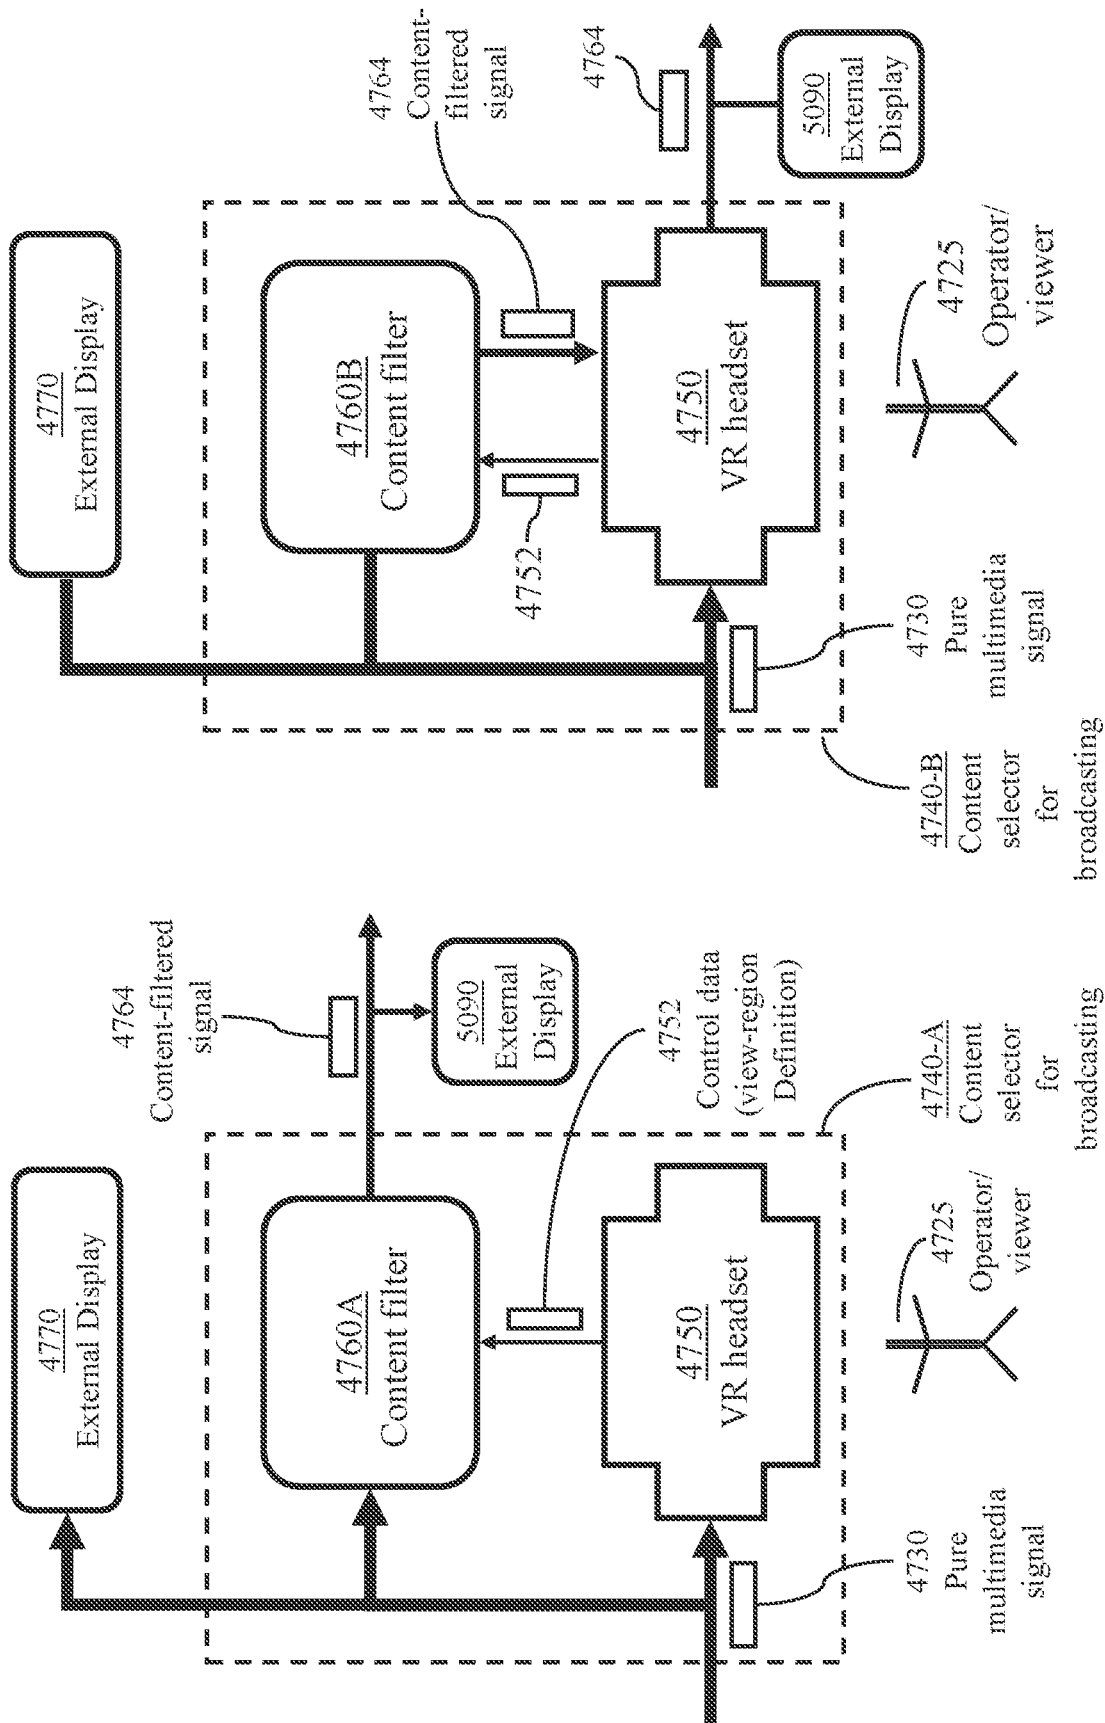 4770
External Display
4760A
Content filter
4764
Content-filtered
signal
5090
External
Display
4752
Control data
(view-region
Definition)
4750
VR headset
4730
Pure
multimedia
signal
4725
Operator/
viewer
4740-A Content
selector
for
broadcasting
4770
External Display
4760B
Content filter
4764
Content-
filtered
signal
4752
4764
4750
VR headset
5090
External
Display
4730
Pure
multimedia
signal
4725
Operator/
viewer
4740-B Content
selector
for
broadcasting